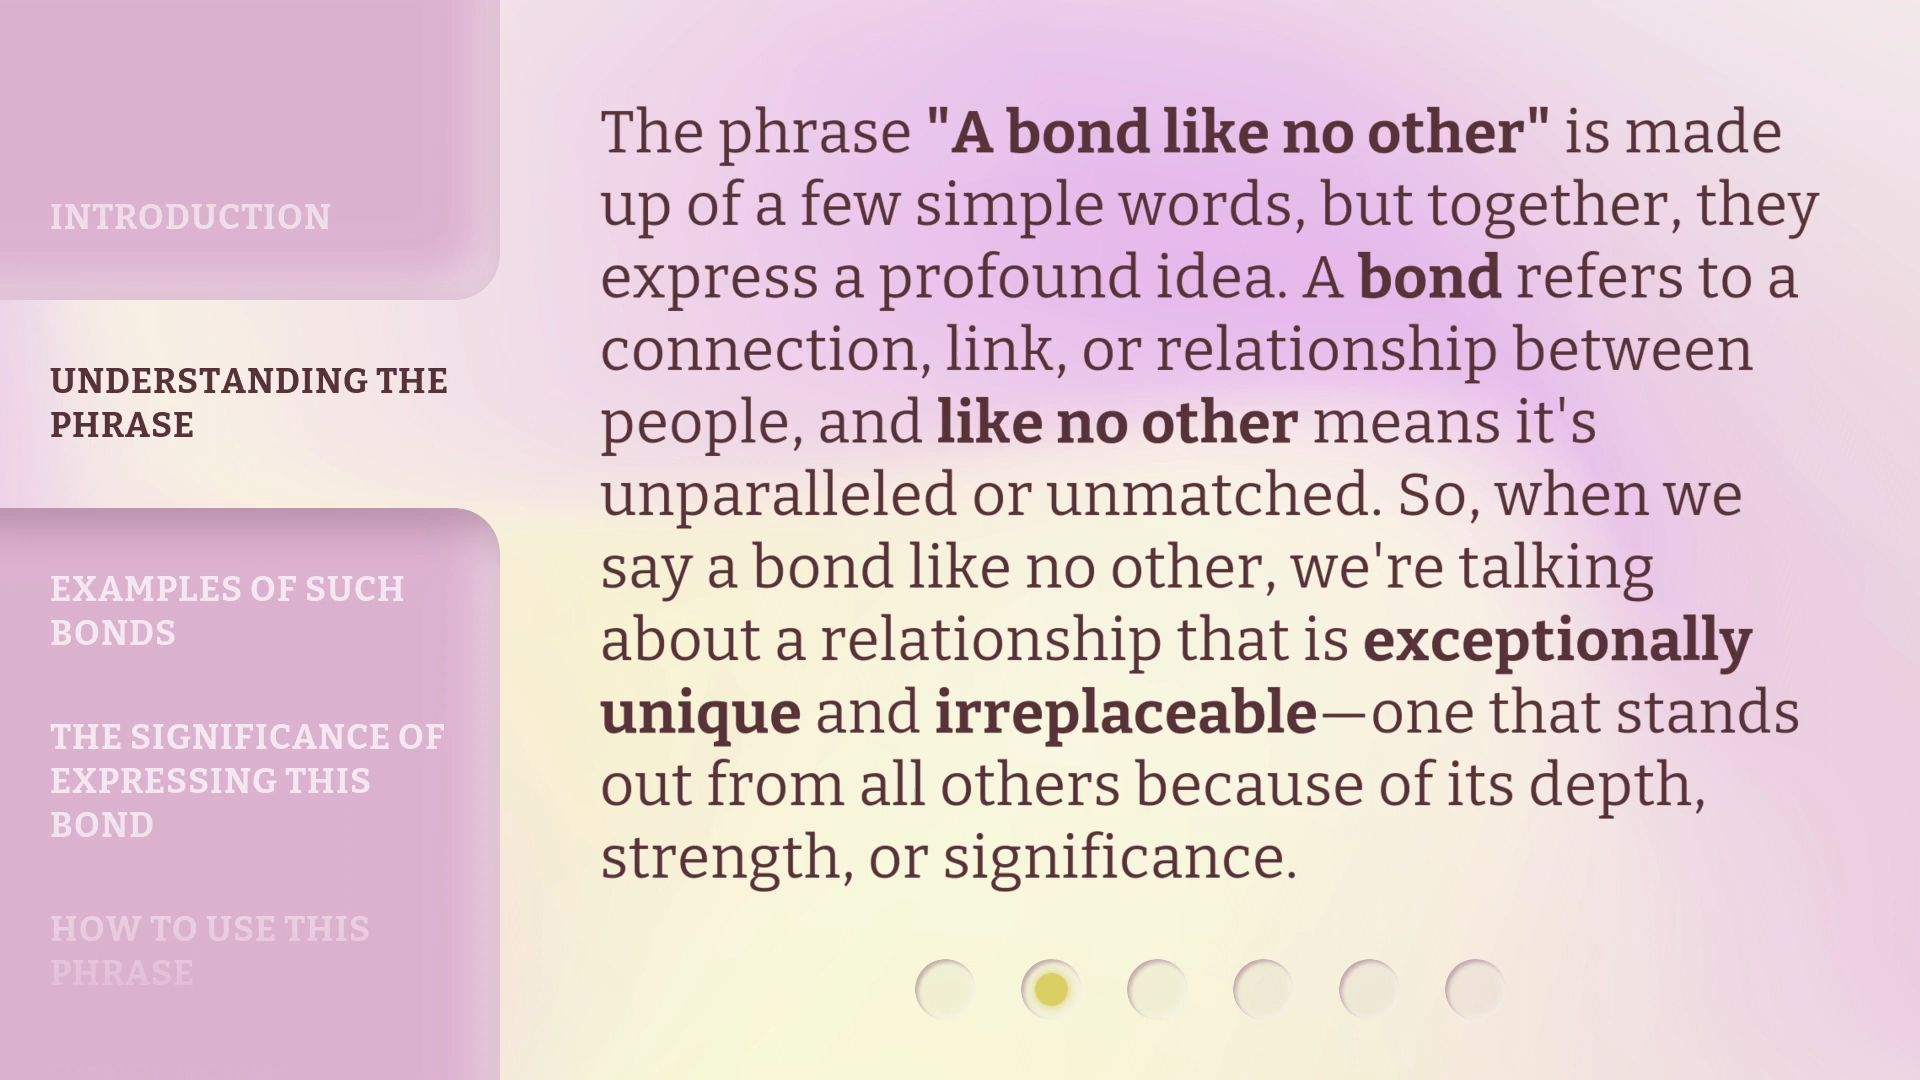 INTRODUCTION
UNDERSTANDING THE
PHRASE
EXAMPLES OF SUCH
BONDS
THE SIGNIFICANCE OF
EXPRESSING THIS
BOND
HOW TO USE THIS
PHRASE
The phrase "A bond like no other" is made
up of a few simple words, but together, they
express a profound idea. A bond refers to a
connection, link, or relationship between
people, and like no other means it's
unparalleled or unmatched. So, when we
say a bond like no other, we're talking
about a relationship that is exceptionally
unique and irreplaceable—one that stands
out from all others because of its depth,
strength, or significance.